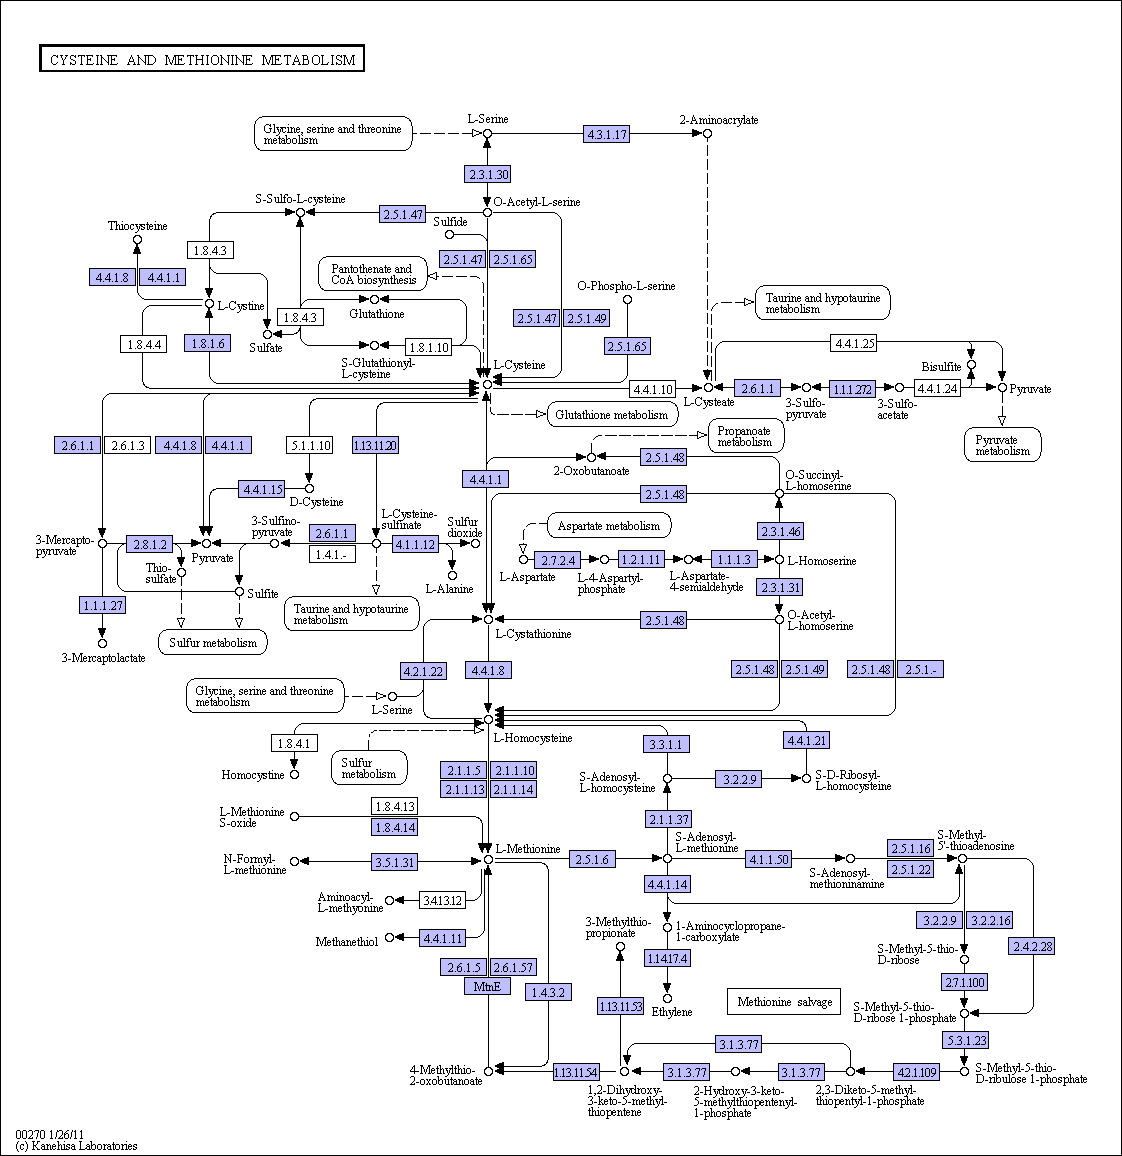 CYSTEINE AND METHIONINE METABOLISM
Glycine, serine and threonine
metabolism
L-Serine
4.3.1.17
2-Aminoacrylate
2.3.1.30
S-Sulfo-L-cysteine
2.5.1.47
O-Acetyl-L-serine
Thiocysteine
Sulfide
1.8.4.3
2.5.1.47
2.5.1.65
4.4.1.8
4.4.1.1
Pantothenate and
CoA biosynthesis
O-Phospho-L-serine
L-Cystine
Glutathione
1.8.4.3
2.5.1.47
2.5.1.49
Taurine and hypotaurine
metabolism
1.8.4.4
1.8.1.6
Sulfate
1.8.1.10
2.5.1.65
4.4.1.25
S-Glutathionyl-
L-cysteine
L-Cysteine
Bisulfite
4.4.1.10
L-Cysteate
2.6.1.1
3-Sulfo-
pyruvate
1.1.1.272
3-Sulfo-
acetate
4.4.1.24
Pyruvate
Glutathione metabolism
2.6.1.1
2.6.1.3
4.4.1.8
4.4.1.1
5.1.1.10
1.13.11.20
Propanoate
metabolism
Pyruvate
metabolism
2-Oxobutanoate
2.5.1.48
4.4.1.1
O-Succinyl-
L-homoserine
4.4.1.15
D-Cysteine
2.5.1.48
3-Sulfino-
pyruvate
L-Cysteine-
sulfinate
Sulfur
dioxide
Aspartate metabolism
2.3.1.46
3-Mercapto-
pyruvate
2.8.1.2
Pyruvate
2.6.1.1
1.4.1.-
4.1.1.12
L-Aspartate
2.7.2.4
L-4-Aspartyl-
phosphate
1.2.1.11
L-Aspartate-
4-semialdehyde
1.1.1.3
L-Homoserine
Thio-
sulfate
Sulfite
L-Alanine
2.3.1.31
1.1.1.27
Taurine and hypotaurine
metabolism
Sulfur metabolism
3-Mercaptolactate
L-Cystathionine
2.5.1.48
O-Acetyl-
L-homoserine
4.2.1.22
4.4.1.8
2.5.1.48
2.5.1.49
2.5.1.48
2.5.1.-
Glycine, serine and threonine
metabolism
L-Serine
L-Homocysteine
1.8.4.1
Homocystine
Sulfur
metabolism
3.3.1.1
4.4.1.21
2.1.1.5
2.1.1.10
2.1.1.13
2.1.1.14
S-Adenosyl-
L-homocysteine
3.2.2.9
S-D-Ribosyl-
L-homocysteine
L-Methionine
S-oxide
1.8.4.13
1.8.4.14
2.1.1.37
N-Formyl-
L-methionine
3.5.1.31
L-Methionine
2.5.1.6
S-Adenosyl-
L-methionine
4.1.1.50
S-Adenosyl-
methioninamine
2.5.1.16
2.5.1.22
S-Methyl-
5'-thioadenosine
4.4.1.14
Aminoacyl-
L-methyonine
3.4.13.12
Methanethiol
4.4.1.11
3-Methylthio-
propionate
1-Aminocyclopropane-
1-carboxylate
3.2.2.9
3.2.2.16
2.4.2.28
2.6.1.5
2.6.1.57
MtnE
1.4.3.2
1.14.17.4
S-Methyl-5-thio-
D-ribose
2.7.1.100
1.13.11.53
Ethylene
Methionine salvage
S-Methyl-5-thio-
D-ribose 1-phosphate
5.3.1.23
3.1.3.77
4-Methylthio-
2-oxobutanoate
1.13.11.54
1,2-Dihydroxy-
3-keto-5-methyl-
thiopentene
3.1.3.77
2-Hydroxy-3-keto-
5-methylthiopentenyl-
1-phosphate
3.1.3.77
2,3-Diketo-5-methyl-
thiopentyl-1-phosphate
4.2.1.109
S-Methyl-5-thio-
D-ribulose 1-phosphate
00270 1/26/11
(c) Kanehisa Laboratories